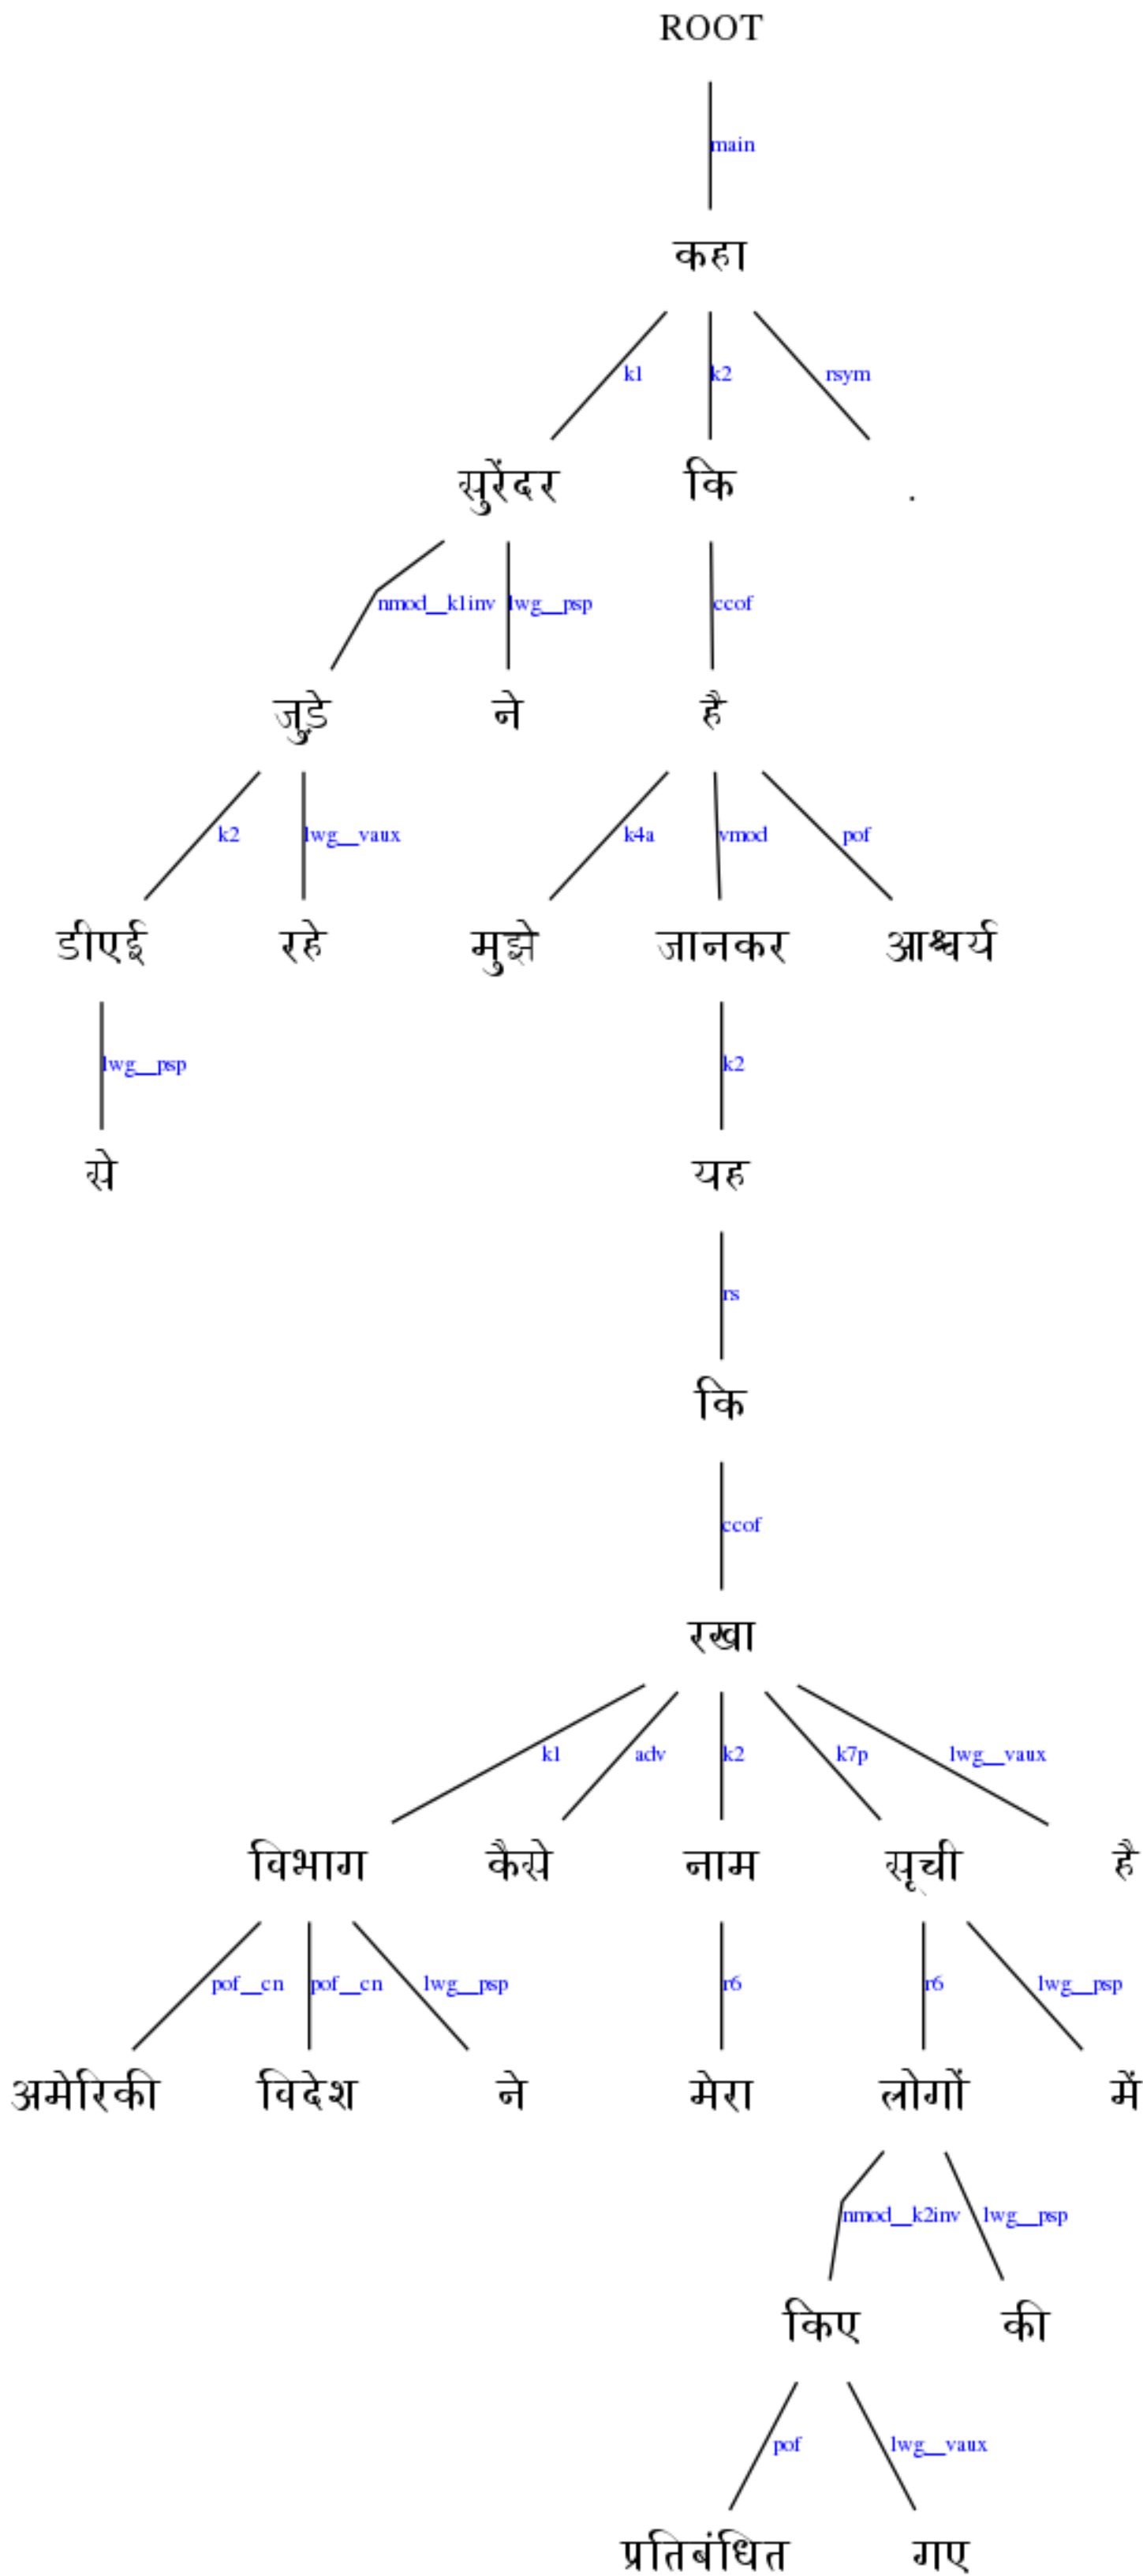 ROOT
main
कहा
k1 k2 rsym
सुरेंदर कि .
nmod__k1inv lwg__psp ccof
जुड़े ने है
k2 lwg__vaux k4a vmod pof
डीएई रहे मुझे जानकर आश्चर्य
lwg__psp k2
से यह
rs
कि
ccof
रखा
k1 adv k2 k7p lwg__vaux
विभाग कैसे नाम सूची है
pof__cn pof__cn lwg__psp r6 r6 lwg__psp
अमेरिकी विदेश ने मेरा लोगों में
nmod__k2inv lwg__psp
किए की
pof lwg__vaux
प्रतिबंधित गए